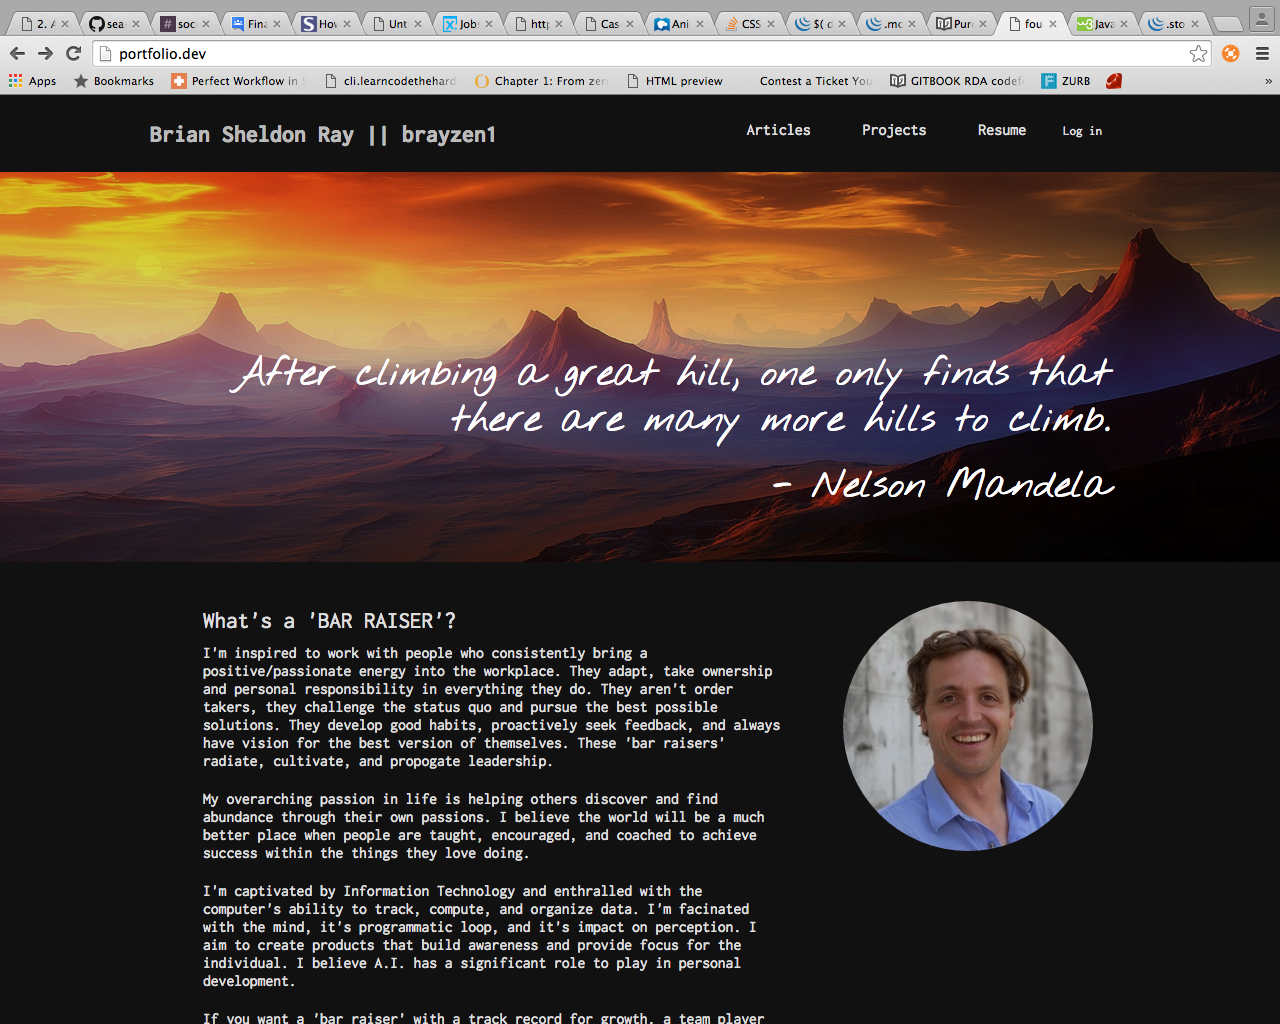 2. A
sea
soc
Fina
How
Unt
Job
http
Cas
Ani
CSS
$( d
.mo
Pur
fou
Java
.sto
portfolio.dev
Apps
Bookmarks
Perfect Workflow in S
cli.learncodethehard
Chapter 1: From zer
HTML preview
Contest a Ticket You
GITBOOK RDA codef
ZURB
»
Brian Sheldon Ray || brayzen1
Articles
Projects
Resume
Log in
After climbing a great hill, one only finds that
there are many more hills to climb.
- Nelson Mandela
What's a 'BAR RAISER'?
I'm inspired to work with people who consistently bring a
positive/passionate energy into the workplace. They adapt, take ownership
and personal responsibility in everything they do. They aren't order
takers, they challenge the status quo and pursue the best possible
solutions. They develop good habits, proactively seek feedback, and always
have vision for the best version of themselves. These 'bar raisers'
radiate, cultivate, and propogate leadership.
My overarching passion in life is helping others discover and find
abundance through their own passions. I believe the world will be a much
better place when people are taught, encouraged, and coached to achieve
success within the things they love doing.
I'm captivated by Information Technology and enthralled with the
computer's ability to track, compute, and organize data. I'm facinated
with the mind, it's programmatic loop, and it's impact on perception. I
aim to create products that build awareness and provide focus for the
individual. I believe A.I. has a significant role to play in personal
development.
If you want a 'bar raiser' with a track record for growth, a team player